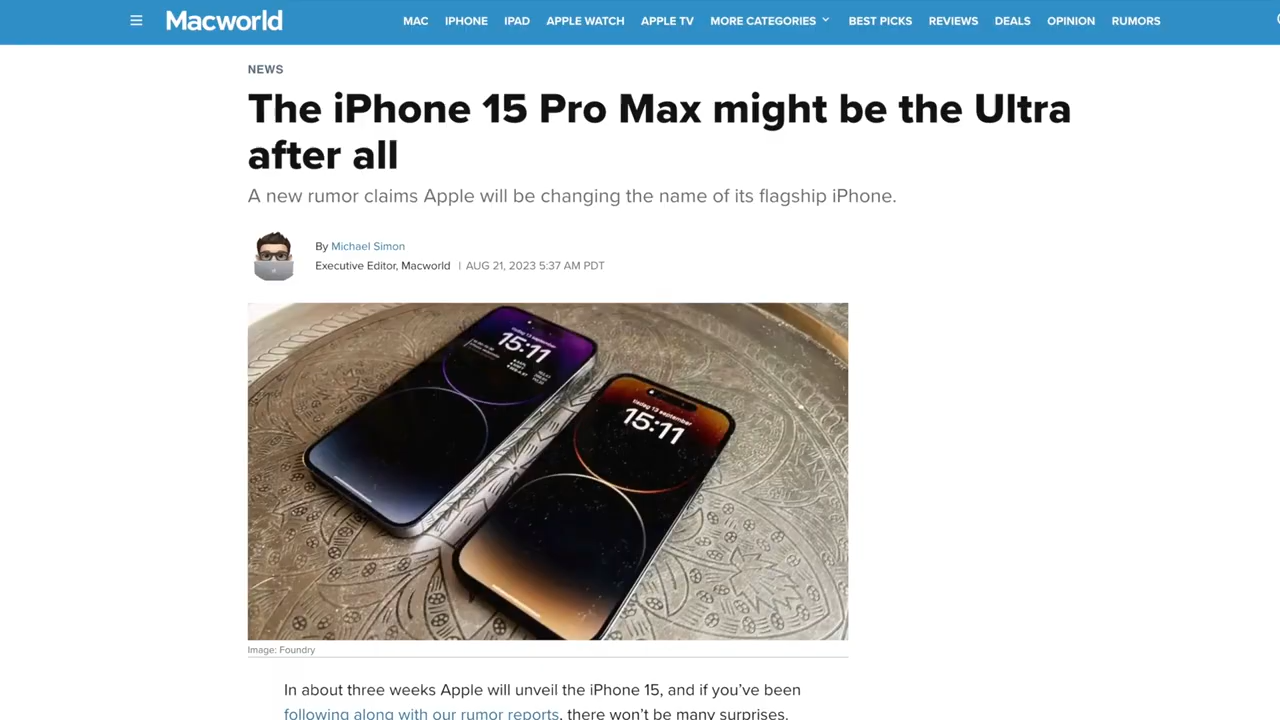 Macworld
MAC IPHONE IPAD APPLE WATCH APPLE TV MORE CATEGORIES BEST PICKS REVIEWS DEALS OPINION RUMORS
NEWS
The iPhone 15 Pro Max might be the Ultra
after all
A new rumor claims Apple will be changing the name of its flagship iPhone.
By Michael Simon
Executive Editor, Macworld | AUG 21, 2023 5:37 AM PDT
15:11
tisdag 13 september
15:11
Image: Foundry
In about three weeks Apple will unveil the iPhone 15, and if you’ve been
following along with our rumor reports, there won’t be many surprises.